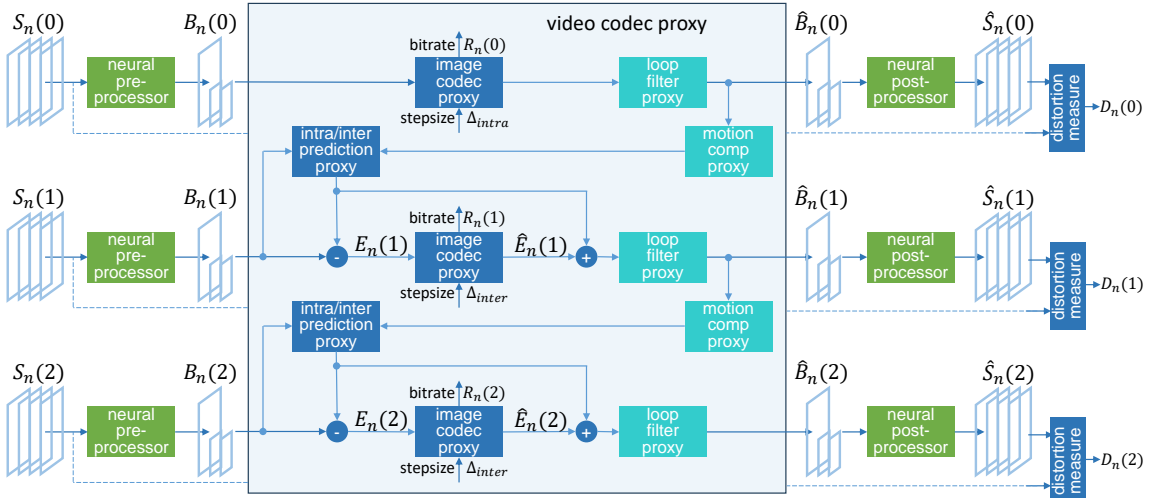 S_n(0)
B_n(0)
video codec proxy
B̂_n(0)
Ŝ_n(0)
neural
pre-
processor
bitrate R_n(0)
image
codec
proxy
stepsize Δ_intra
loop
filter
proxy
neural
post-
processor
distortion
measure
D_n(0)
intra/inter
prediction
proxy
motion
comp
proxy
S_n(1)
B_n(1)
B̂_n(1)
Ŝ_n(1)
neural
pre-
processor
-
E_n(1)
bitrate R_n(1)
image
codec
proxy
stepsize Δ_inter
Ê_n(1)
+
loop
filter
proxy
neural
post-
processor
distortion
measure
D_n(1)
intra/inter
prediction
proxy
motion
comp
proxy
S_n(2)
B_n(2)
B̂_n(2)
Ŝ_n(2)
neural
pre-
processor
-
E_n(2)
bitrate R_n(2)
image
codec
proxy
stepsize Δ_inter
Ê_n(2)
+
loop
filter
proxy
neural
post-
processor
distortion
measure
D_n(2)